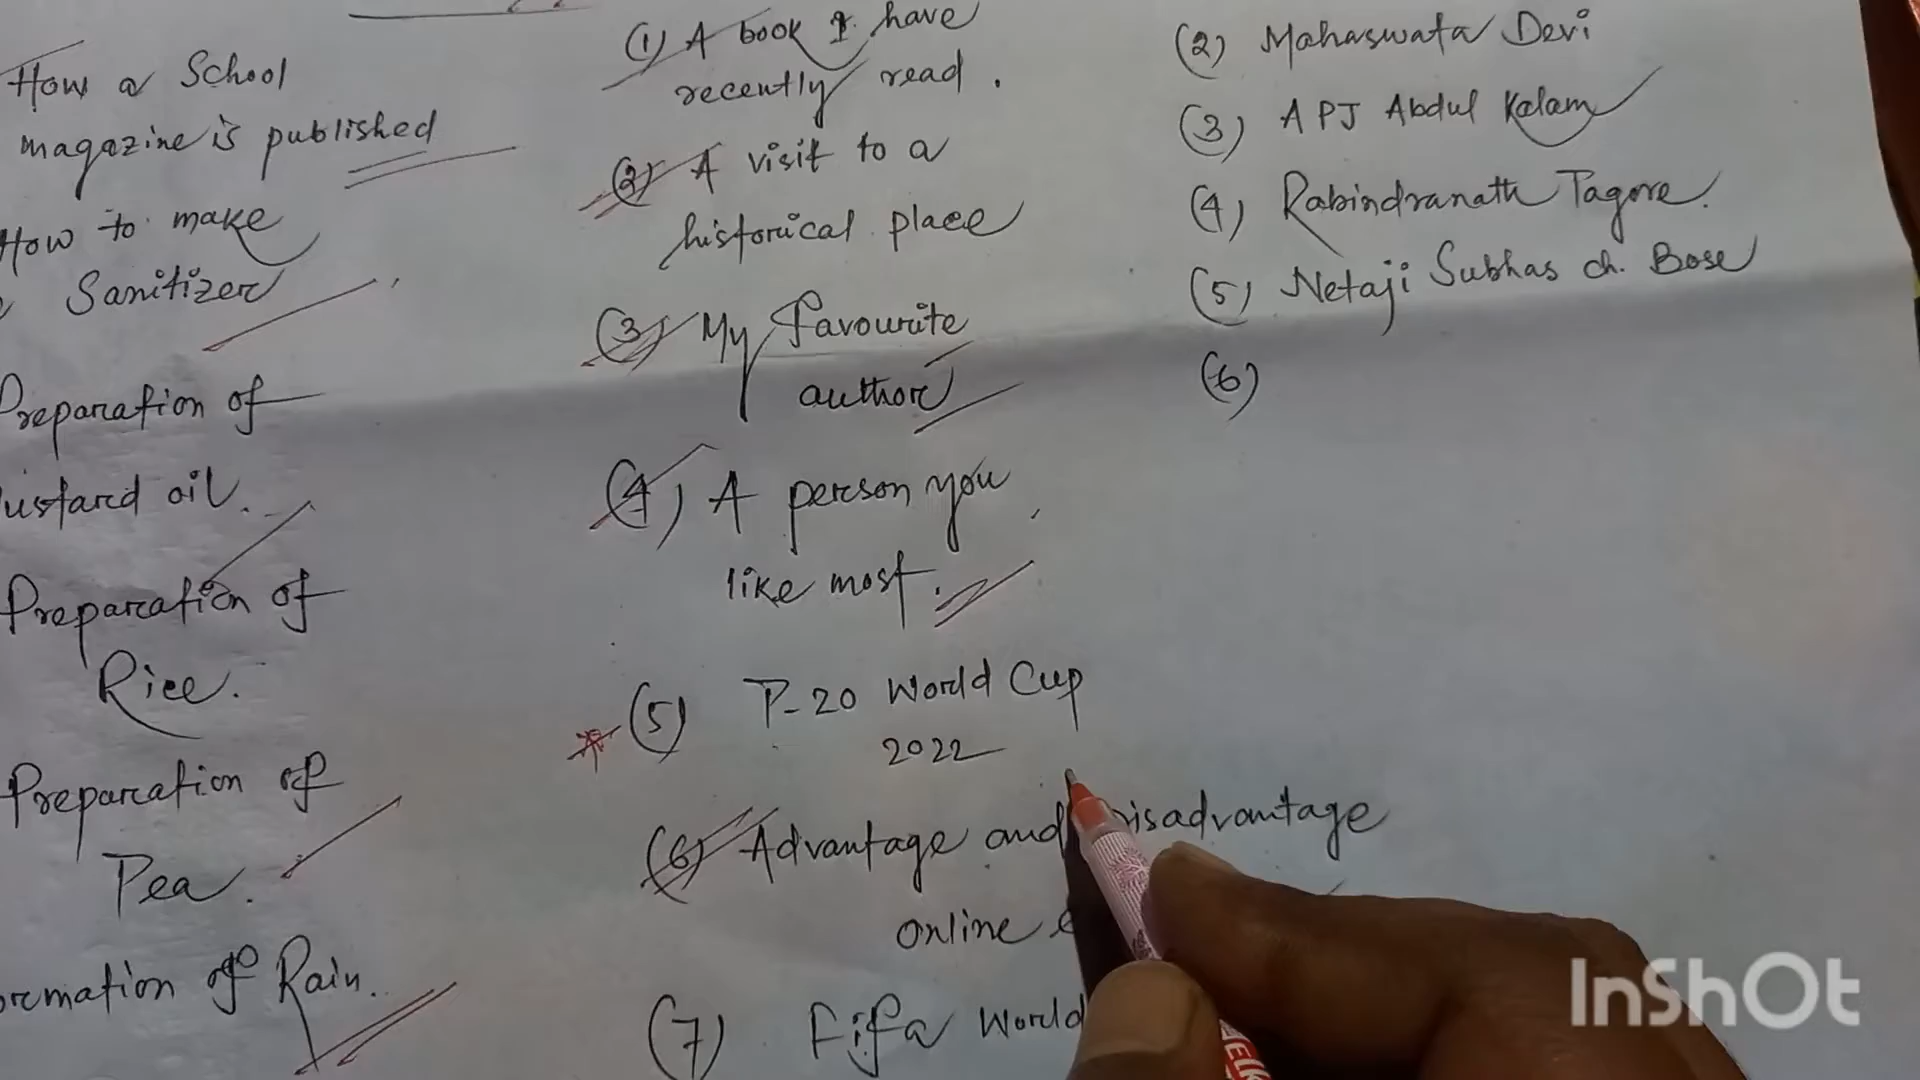 How a School
magazine is published
How to make
Sanitizer
Preparation of
ustard oil.
Preparation of
Rice.
Preparation of
Pea.
ormation of Rain.
(1) A book I have
recently read.
(2) A visit to a
historical place
(3) My favourite
author
(4) A person you
like most.
(5) T-20 World Cup
2022
(6) Advantage and Disadvantage
online
(7) Fifa World
(2) Mahaswata Devi
(3) APJ Abdul Kalam
(4) Rabindranath Tagore.
(5) Netaji Subhas ch. Bose
(6)
InShOt